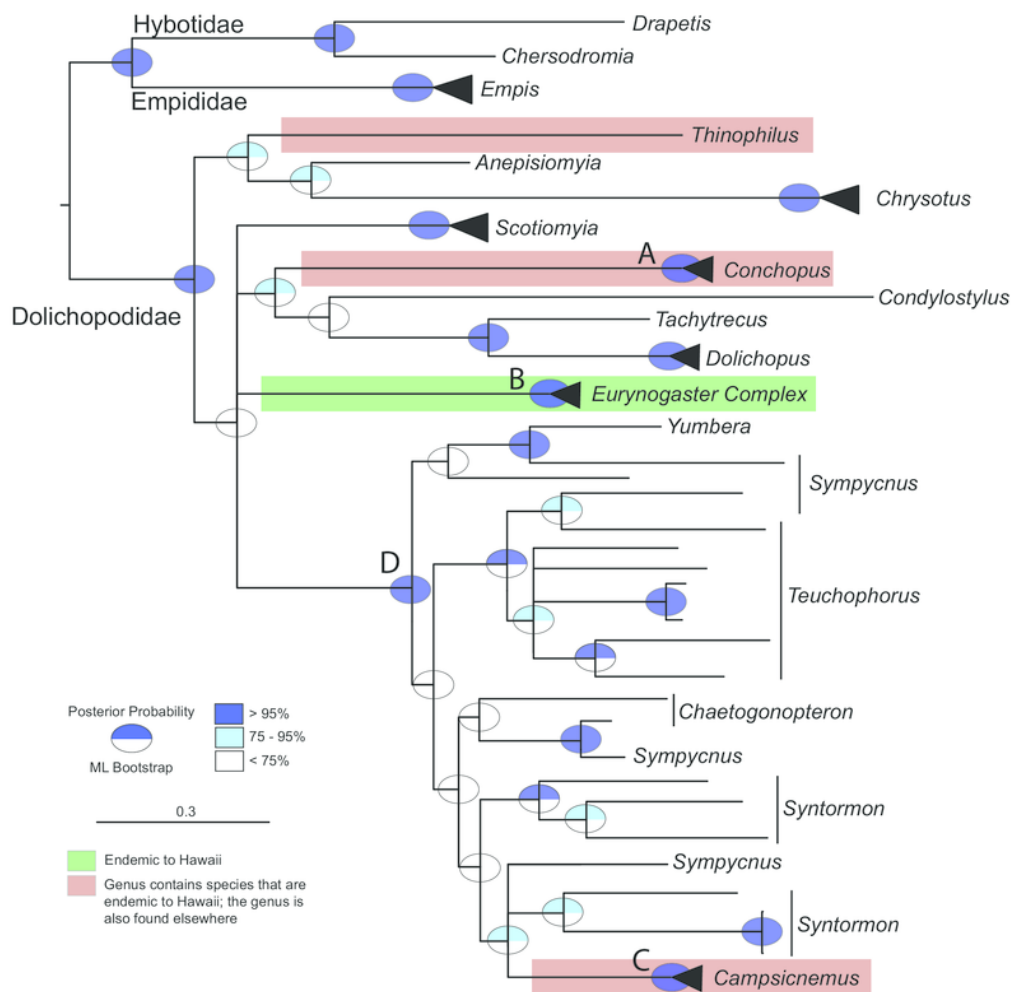 Hybotidae
Drapetis
Chersodromia
Empididae
Empis
Thinophilus
Anepisiomyia
Chrysotus
Scotiomyia
A
Conchopus
Dolichopodidae
Condylostylus
Tachytrecus
Dolichopus
B
Eurynogaster Complex
Yumbera
Sympycnus
D
Teuchophorus
Posterior Probability
ML Bootstrap
> 95%
75 - 95%
< 75%
Chaetogonopteron
Sympycnus
0.3
Syntormon
Endemic to Hawaii
Genus contains species that are
endemic to Hawaii; the genus is
also found elsewhere
Sympycnus
Syntormon
C
Campsicnemus